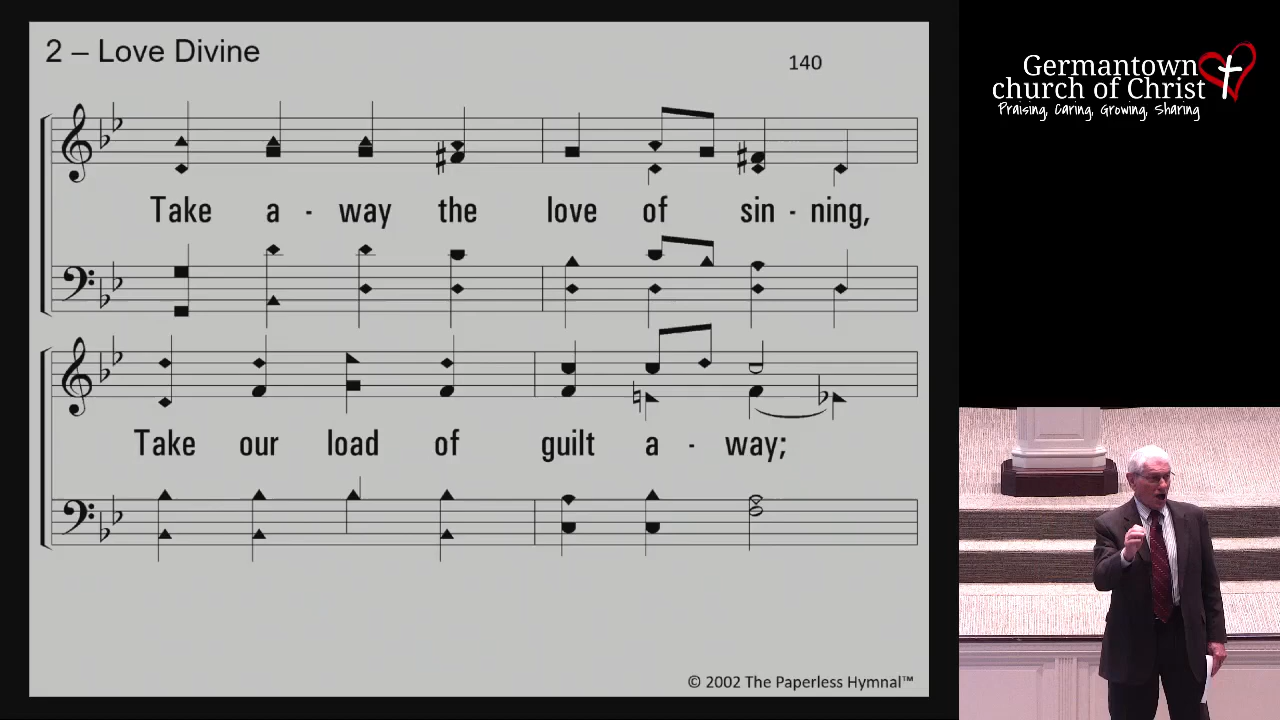 2 – Love Divine
140
Take a - way the love of sin - ning,
Take our load of guilt a - way;
© 2002 The Paperless Hymnal™
Germantown
church of Christ
Praising, Caring, Growing, Sharing